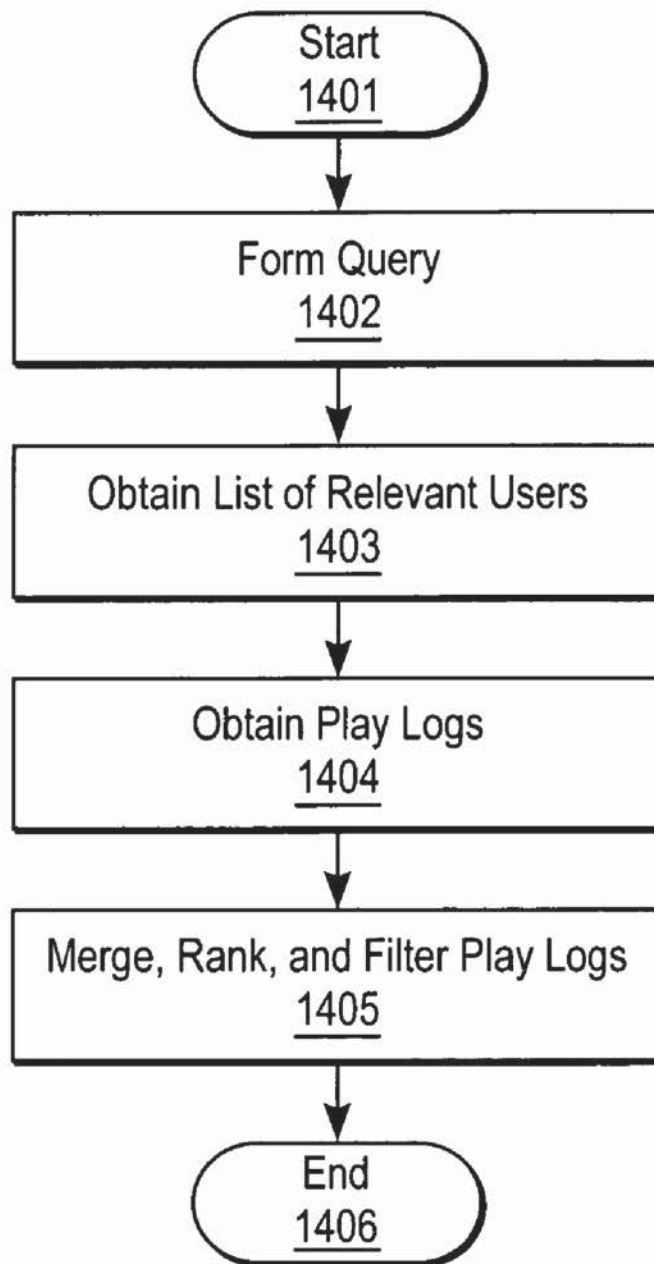 Start
1401
Form Query
1402
Obtain List of Relevant Users
1403
Obtain Play Logs
1404
Merge, Rank, and Filter Play Logs
1405
End
1406